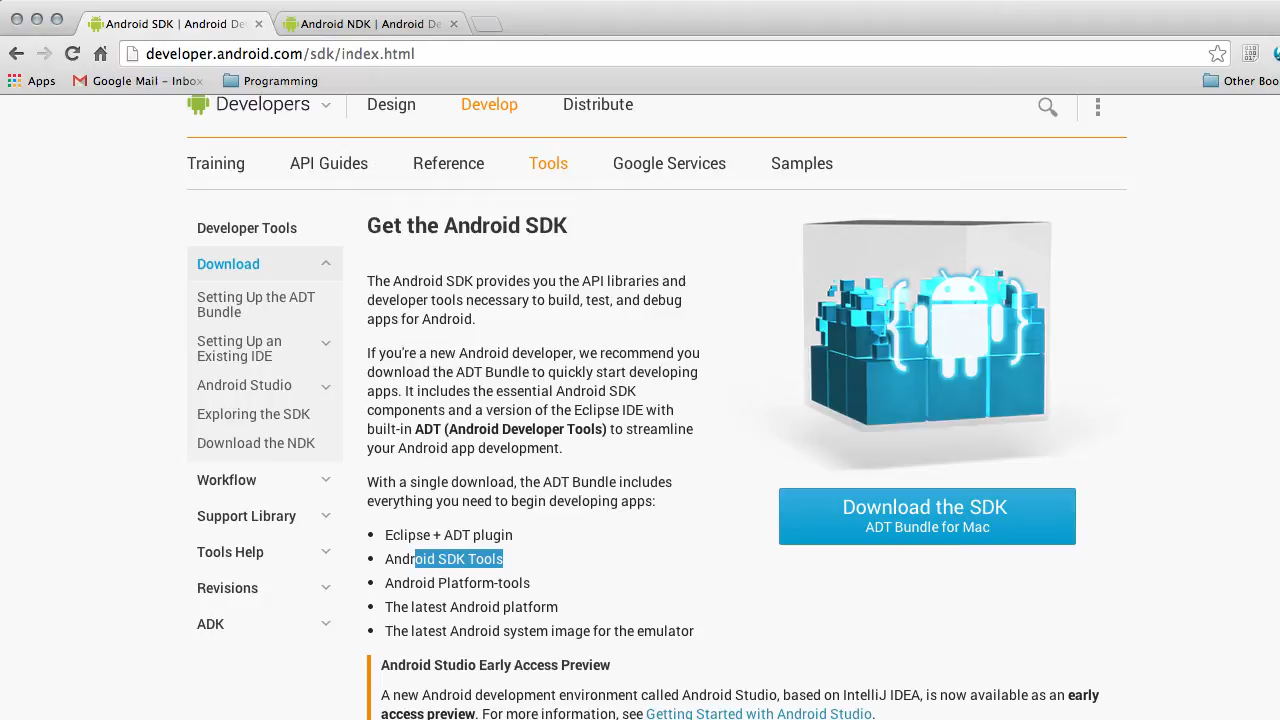 Android SDK | Android De
Android NDK | Android De
developer.android.com/sdk/index.html
Apps
Google Mail – Inbox
Programming
Other Boo
Developers
Design
Develop
Distribute
Training
API Guides
Reference
Tools
Google Services
Samples
Developer Tools
Download
Setting Up the ADT
Bundle
Setting Up an
Existing IDE
Android Studio
Exploring the SDK
Download the NDK
Workflow
Support Library
Tools Help
Revisions
ADK
Get the Android SDK
The Android SDK provides you the API libraries and
developer tools necessary to build, test, and debug
apps for Android.
If you're a new Android developer, we recommend you
download the ADT Bundle to quickly start developing
apps. It includes the essential Android SDK
components and a version of the Eclipse IDE with
built-in ADT (Android Developer Tools) to streamline
your Android app development.
With a single download, the ADT Bundle includes
everything you need to begin developing apps:
• Eclipse + ADT plugin
• Android SDK Tools
• Android Platform-tools
• The latest Android platform
• The latest Android system image for the emulator
Download the SDK
ADT Bundle for Mac
Android Studio Early Access Preview
A new Android development environment called Android Studio, based on IntelliJ IDEA, is now available as an early
access preview. For more information, see Getting Started with Android Studio.